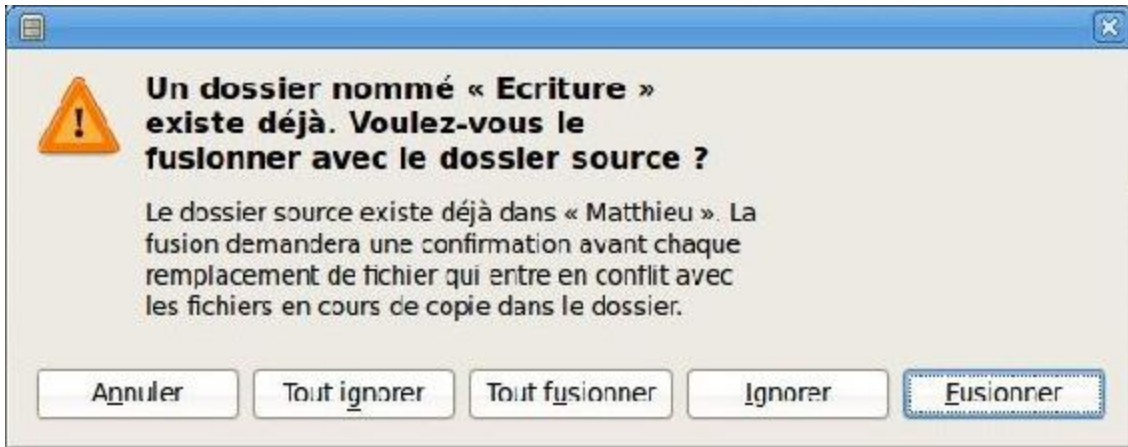 Un dossier nommé « Ecriture »
existe déjà. Voulez-vous le
fusionner avec le dossier source ?
Le dossier source existe déjà dans « Matthieu ». La
fusion demandera une confirmation avant chaque
remplacement de fichier qui entre en conflit avec
les fichiers en cours de copie dans le dossier.
Annuler Tout ignorer Tout fusionner Ignorer Fusionner